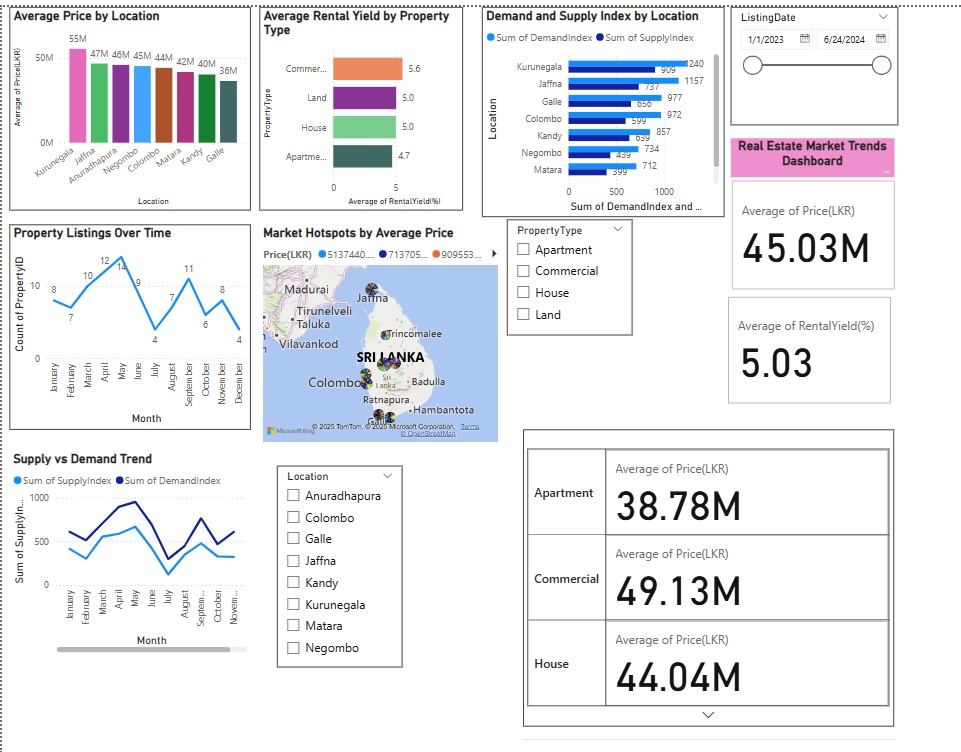 Average Price by Location
Average of Price(LKR)
50M
0M
55M
47M
46M
45M
44M
42M
40M
36M
Kurunegala
Jaffna
Anuradhapura
Negombo
Colombo
Matara
Kandy
Galle
Location
Average Rental Yield by Property
Type
PropertyType
Commer... 5.6
Land 5.0
House 5.0
Apartme... 4.7
0 5
Average of RentalYield(%)
Demand and Supply Index by Location
Sum of DemandIndex Sum of SupplyIndex
Location
Kurunegala 1240
909
Jaffna 1157
737
Galle 977
656
Colombo 972
599
Kandy 857
639
Negombo 734
439
Matara 712
399
0 500 1000
Sum of DemandIndex and ...
ListingDate
1/1/2023 6/24/2024
Real Estate Market Trends
Dashboard
Average of Price(LKR)
45.03M
Average of RentalYield(%)
5.03
Property Listings Over Time
Count of PropertyID
10
0
8
7
10
12
14
9
4
7
11
6
8
4
January
February
March
April
May
June
July
August
September
October
November
December
Month
Market Hotspots by Average Price
Price(LKR) 5137440.... 713705... 909553...
Madurai
Jaffna
Tirunelveli
Taluka
Vilavankod
Trincomalee
SRI LANKA
Sri
Lanka
Colombo
Badulla
Ratnapura
Hambantota
Galle
Microsoft Bing
© 2025 TomTom, © 2025 Microsoft Corporation, Terms
© OpenStreetMap
PropertyType
Apartment
Commercial
House
Land
Supply vs Demand Trend
Sum of SupplyIndex Sum of DemandIndex
Sum of SupplyIn...
1000
500
0
January
February
March
April
May
June
July
August
Septem...
October
Novem...
Month
Location
Anuradhapura
Colombo
Galle
Jaffna
Kandy
Kurunegala
Matara
Negombo
Apartment
Average of Price(LKR)
38.78M
Commercial
Average of Price(LKR)
49.13M
House
Average of Price(LKR)
44.04M